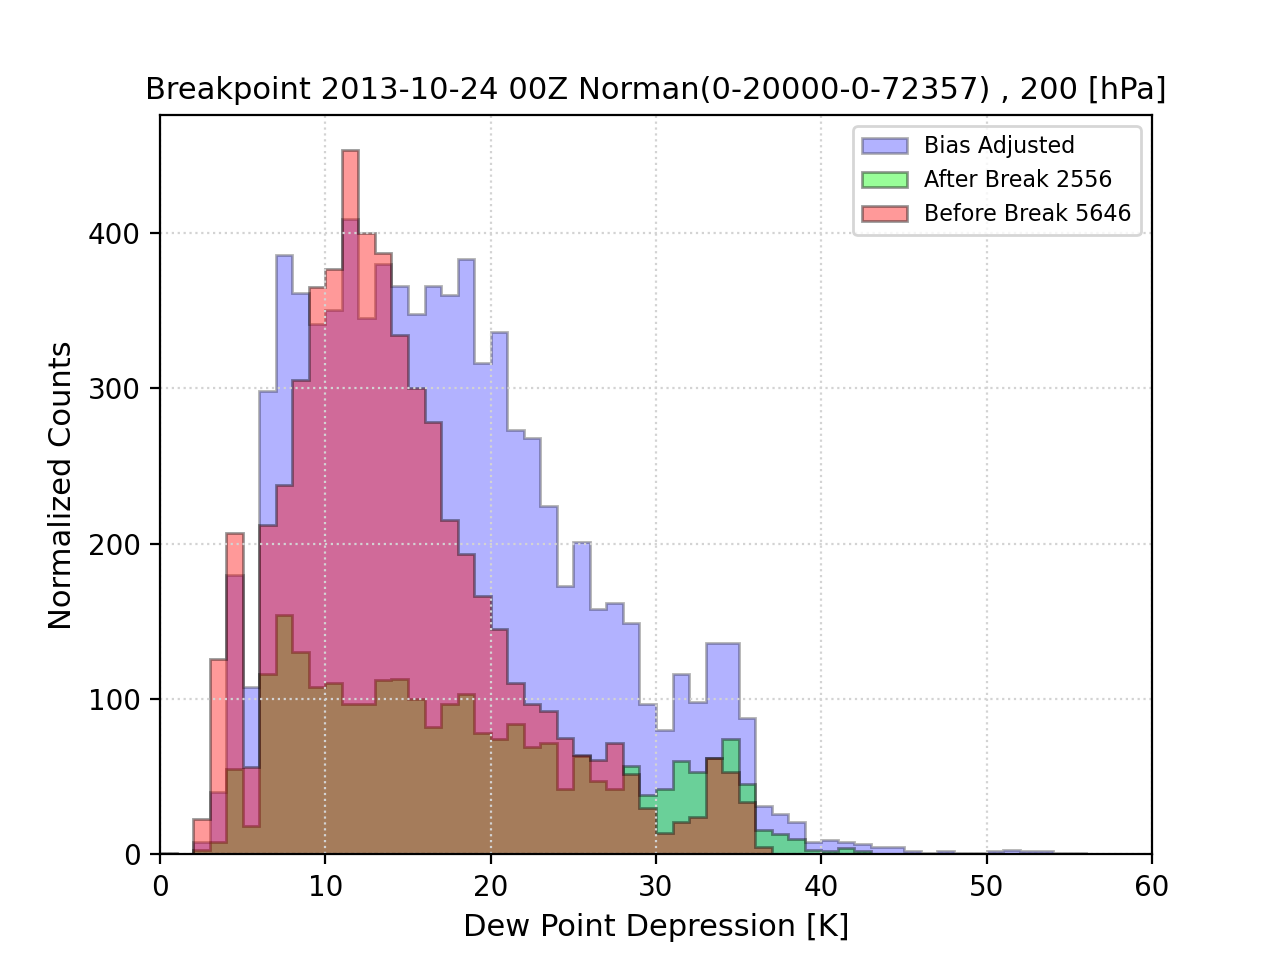 Breakpoint 2013-10-24 00Z Norman(0-20000-0-72357) , 200 [hPa]
Bias Adjusted
After Break 2556
Before Break 5646
Normalized Counts
400
300
200
100
0
0 10 20 30 40 50 60
Dew Point Depression [K]